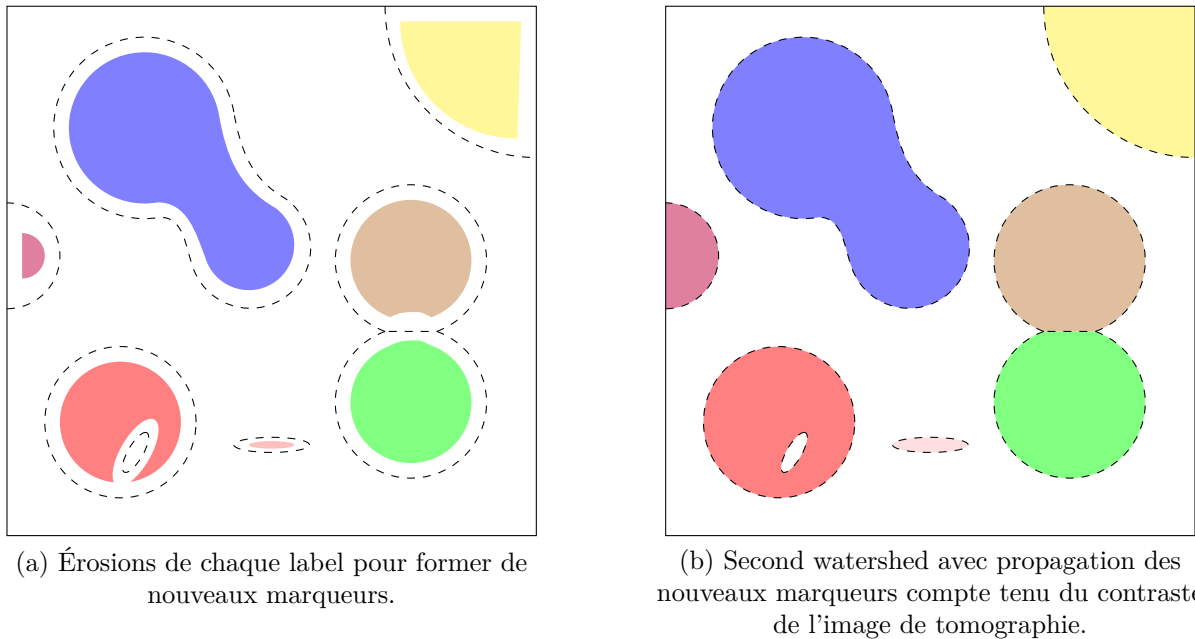 (a) Érosions de chaque label pour former de
nouveaux marqueurs.
(b) Second watershed avec propagation des
nouveaux marqueurs compte tenu du contraste
de l'image de tomographie.